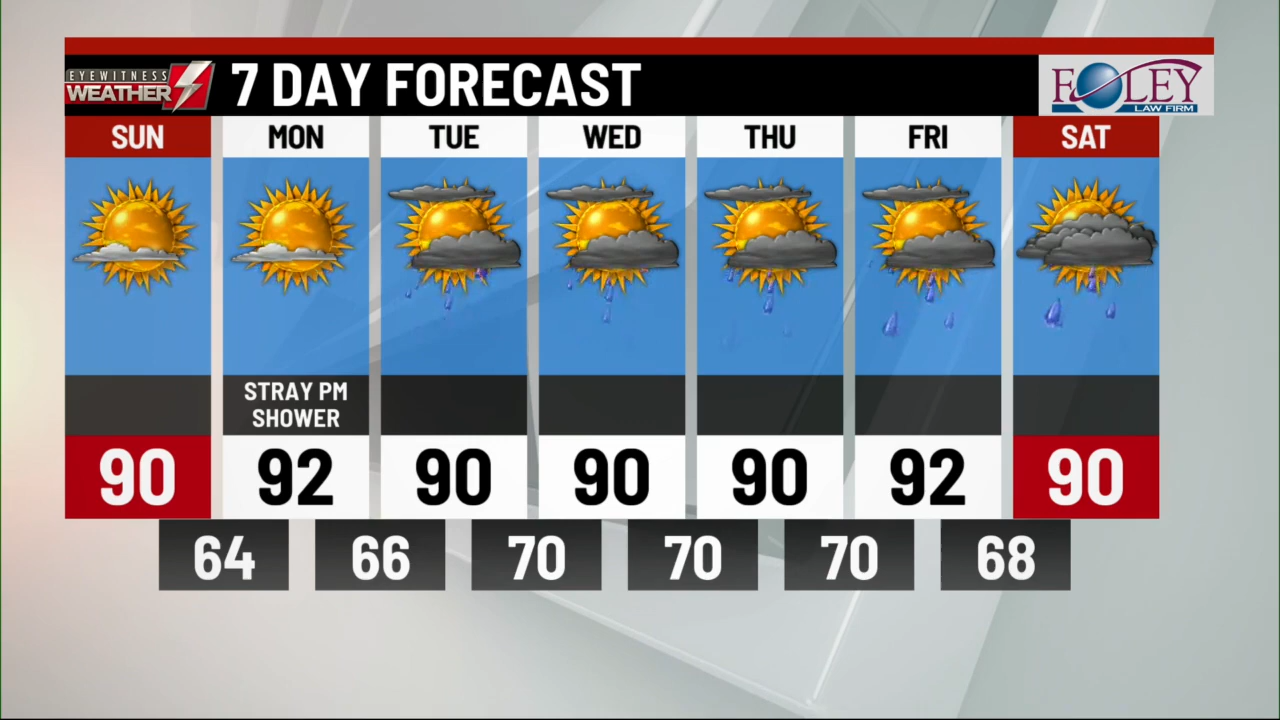 EYEWITNESS
WEATHER
7 DAY FORECAST
FOLEY
LAW FIRM
SUN MON TUE WED THU FRI SAT
STRAY PM
SHOWER
90 92 90 90 90 92 90
64 66 70 70 70 68